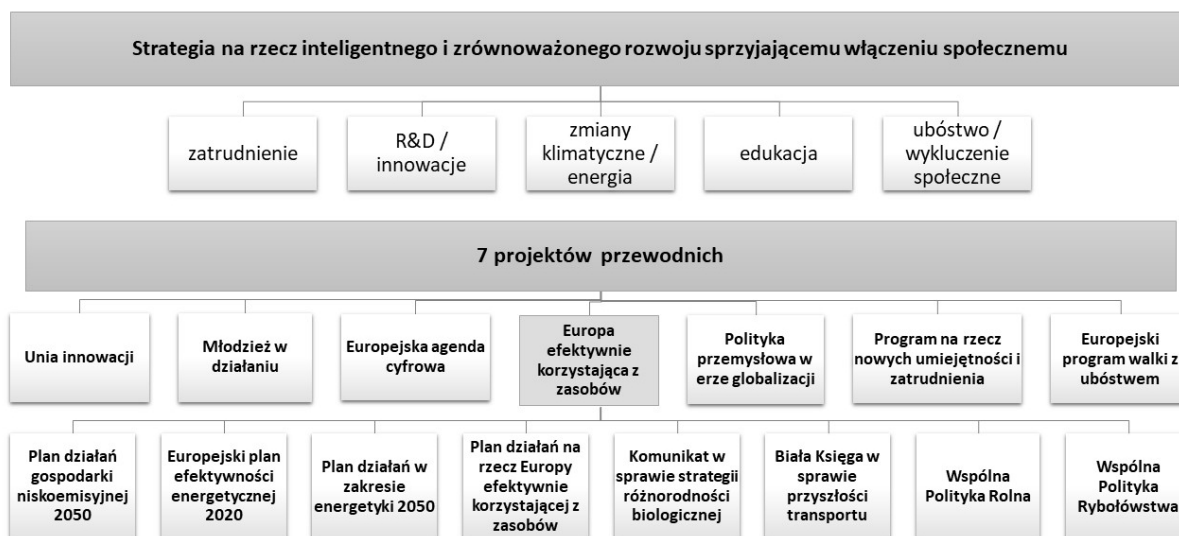 Strategia na rzecz inteligentnego i zrównoważonego rozwoju sprzyjającemu włączeniu społecznemu
zatrudnienie
R&D /
innowacje
zmiany
klimatyczne /
energia
edukacja
ubóstwo /
wykluczenie
społeczne
7 projektów przewodnich
Unia innowacji
Młodzież w
działaniu
Europejska agenda
cyfrowa
Europa
efektywnie
korzystająca z
zasobów
Polityka
przemysłowa w
erze globalizacji
Program na rzecz
nowych umiejętności i
zatrudnienia
Europejski
program walki z
ubóstwem
Plan działań
gospodarki
niskoemisyjnej
2050
Europejski plan
efektywności
energetycznej
2020
Plan działań w
zakresie
energetyki 2050
Plan działań na
rzecz Europy
efektywnie
korzystającej z
zasobów
Komunikat w
sprawie strategii
różnorodności
biologicznej
Biała Księga w
sprawie
przyszłości
transportu
Wspólna
Polityka Rolna
Wspólna
Polityka
Rybołówstwa